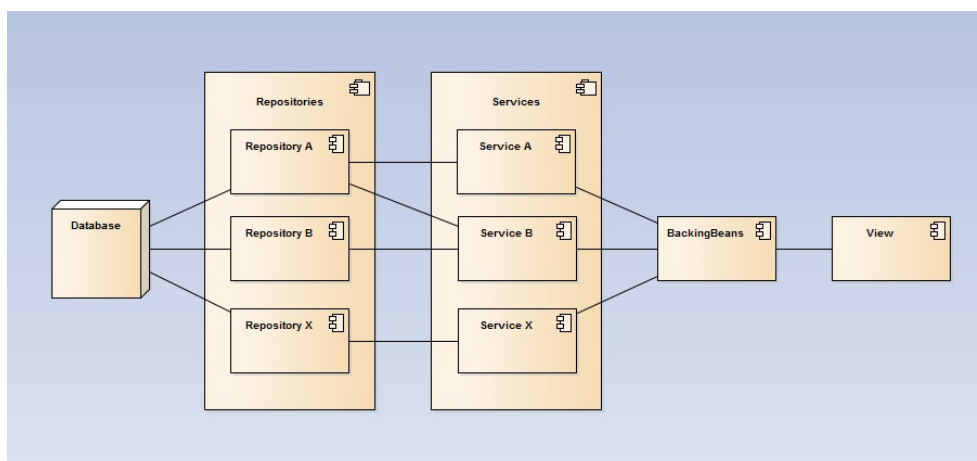 Repositories
Services
Repository A
Service A
Database
Repository B
Service B
BackingBeans
View
Repository X
Service X